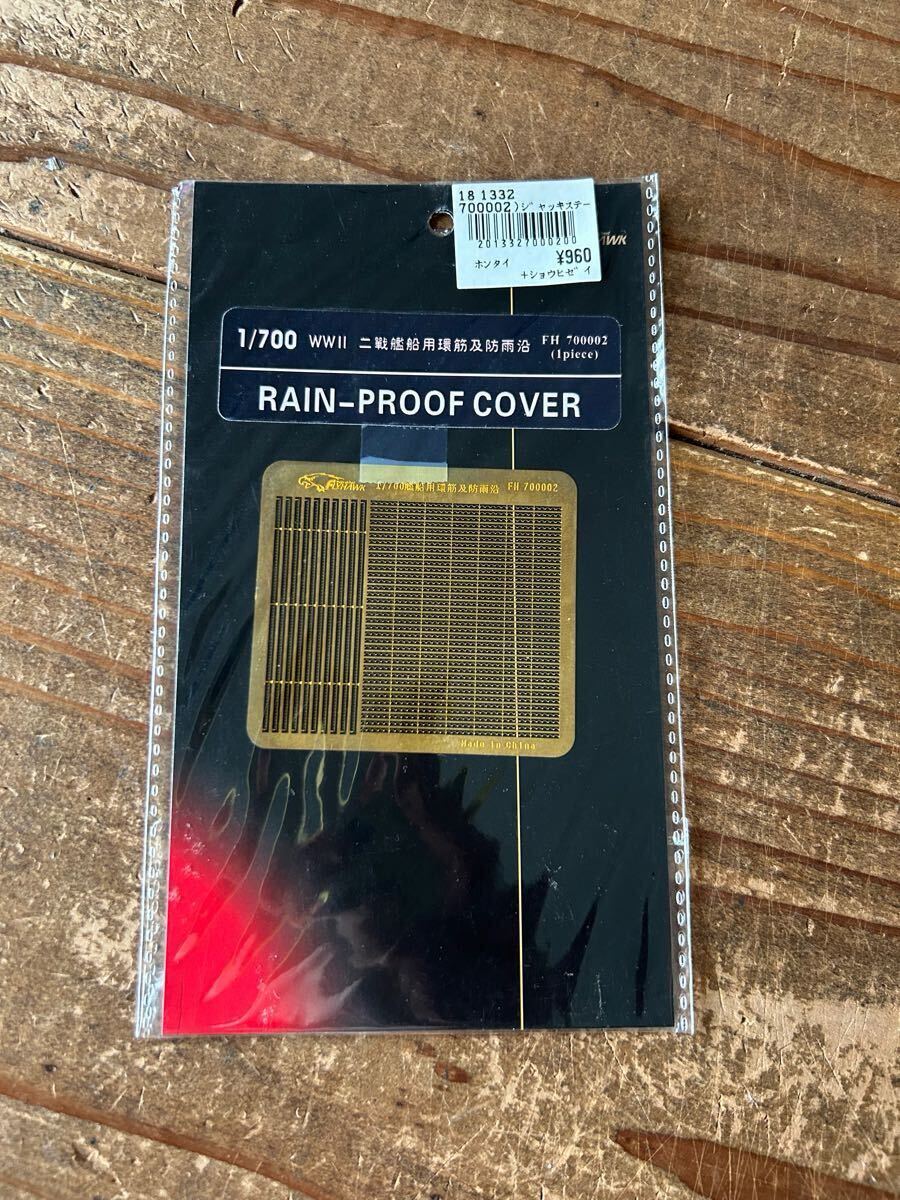 18 1332
700002)ジャッキステー
2013327000200
ホンタイ ¥960
+ショウヒゼイ
1/700 WWII 二戰艦船用環筋及防雨沿 FH 700002
(1piece)
RAIN-PROOF COVER
FLYHAWK 1/700艦船用環筋及防雨沿 FH 700002
Made in China